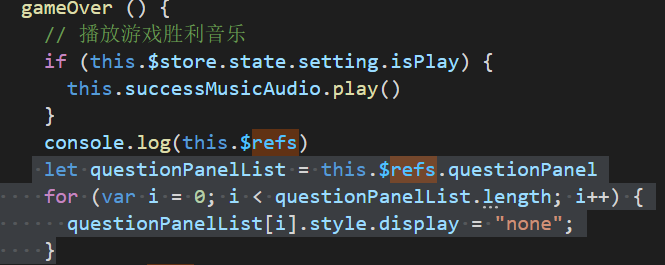 gameOver () {
// 播放游戏胜利音乐
if (this.$store.state.setting.isPlay) {
this.successMusicAudio.play()
}
console.log(this.$refs)
let questionPanelList = this.$refs.questionPanel
for (var i = 0; i < questionPanelList.length; i++) {
questionPanelList[i].style.display = "none";
}